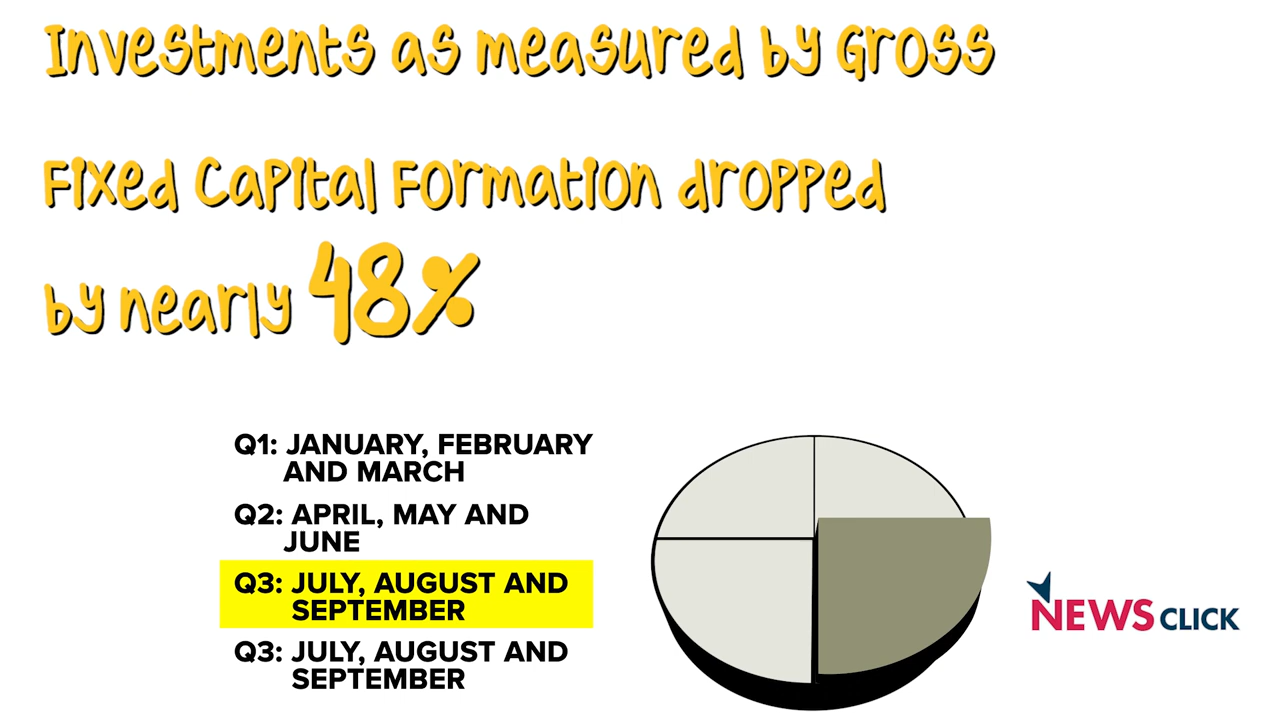 Investments as measured by Gross
Fixed Capital Formation dropped
by nearly 48%
Q1: JANUARY, FEBRUARY
AND MARCH
Q2: APRIL, MAY AND
JUNE
Q3: JULY, AUGUST AND
SEPTEMBER
Q3: JULY, AUGUST AND
SEPTEMBER
NEWSCLICK